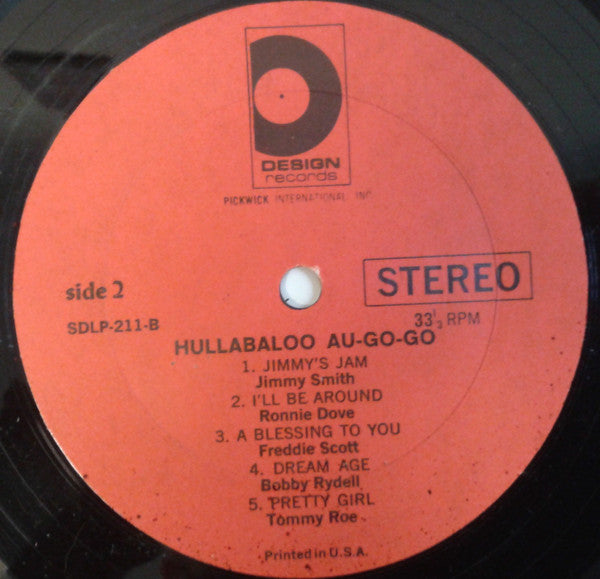 DESIGN
records
PICKWICK INTERNATIONAL, INC.
side 2
STEREO
SDLP-211-B
33 1/3 RPM
HULLABALOO AU-GO-GO
1. JIMMY'S JAM
Jimmy Smith
2. I'LL BE AROUND
Ronnie Dove
3. A BLESSING TO YOU
Freddie Scott
4. DREAM AGE
Bobby Rydell
5. PRETTY GIRL
Tommy Roe
Printed in U.S.A.